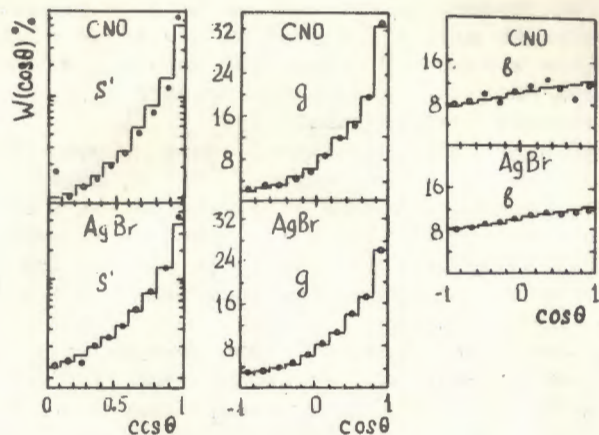 W(cosθ) %
CNO
S'
AgBr
S'
0 0.5 1
ccsθ
32
24
16
8
CNO
g
32
24
16
8
AgBr
g
-1 0 1
cosθ
16
8
CNO
в
16
8
AgBr
в
-1 0 1
cosθ